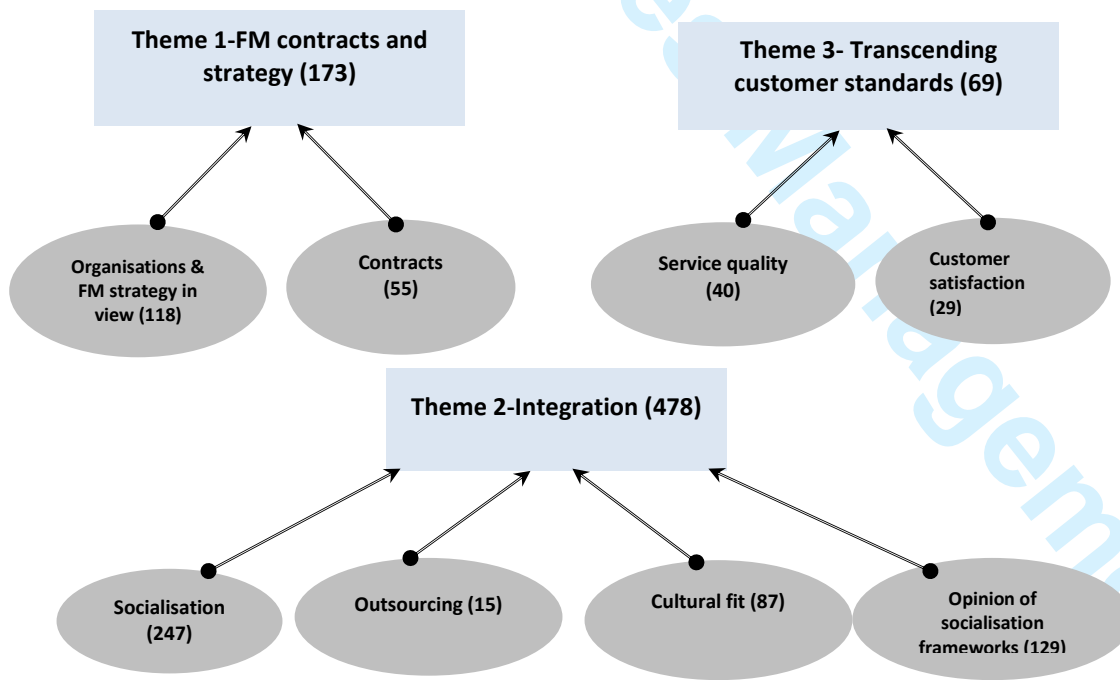 Theme 1-FM contracts and
strategy (173)
Theme 3- Transcending
customer standards (69)
Organisations &
FM strategy in
view (118)
Contracts
(55)
Service quality
(40)
Customer
satisfaction
(29)
Theme 2-Integration (478)
Socialisation
(247)
Outsourcing (15)
Cultural fit (87)
Opinion of
socialisation
frameworks (129)